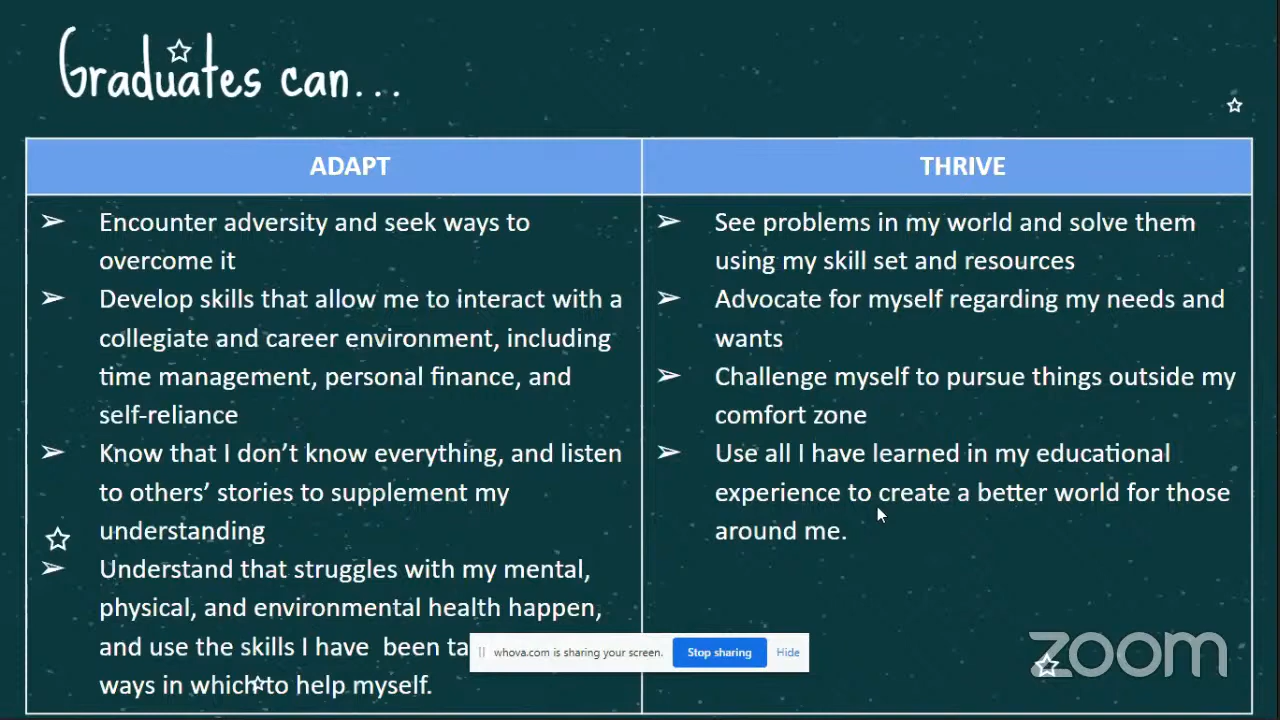 Graduates can...
ADAPT
➢ Encounter adversity and seek ways to
overcome it
➢ Develop skills that allow me to interact with a
collegiate and career environment, including
time management, personal finance, and
self-reliance
➢ Know that I don’t know everything, and listen
to others’ stories to supplement my
understanding
➢ Understand that struggles with my mental,
physical, and environmental health happen,
and use the skills I have been
ways in which to help myself.
THRIVE
➢ See problems in my world and solve them
using my skill set and resources
➢ Advocate for myself regarding my needs and
wants
➢ Challenge myself to pursue things outside my
comfort zone
➢ Use all I have learned in my educational
experience to create a better world for those
around me.
whova.com is sharing your screen. Stop sharing Hide
zoom